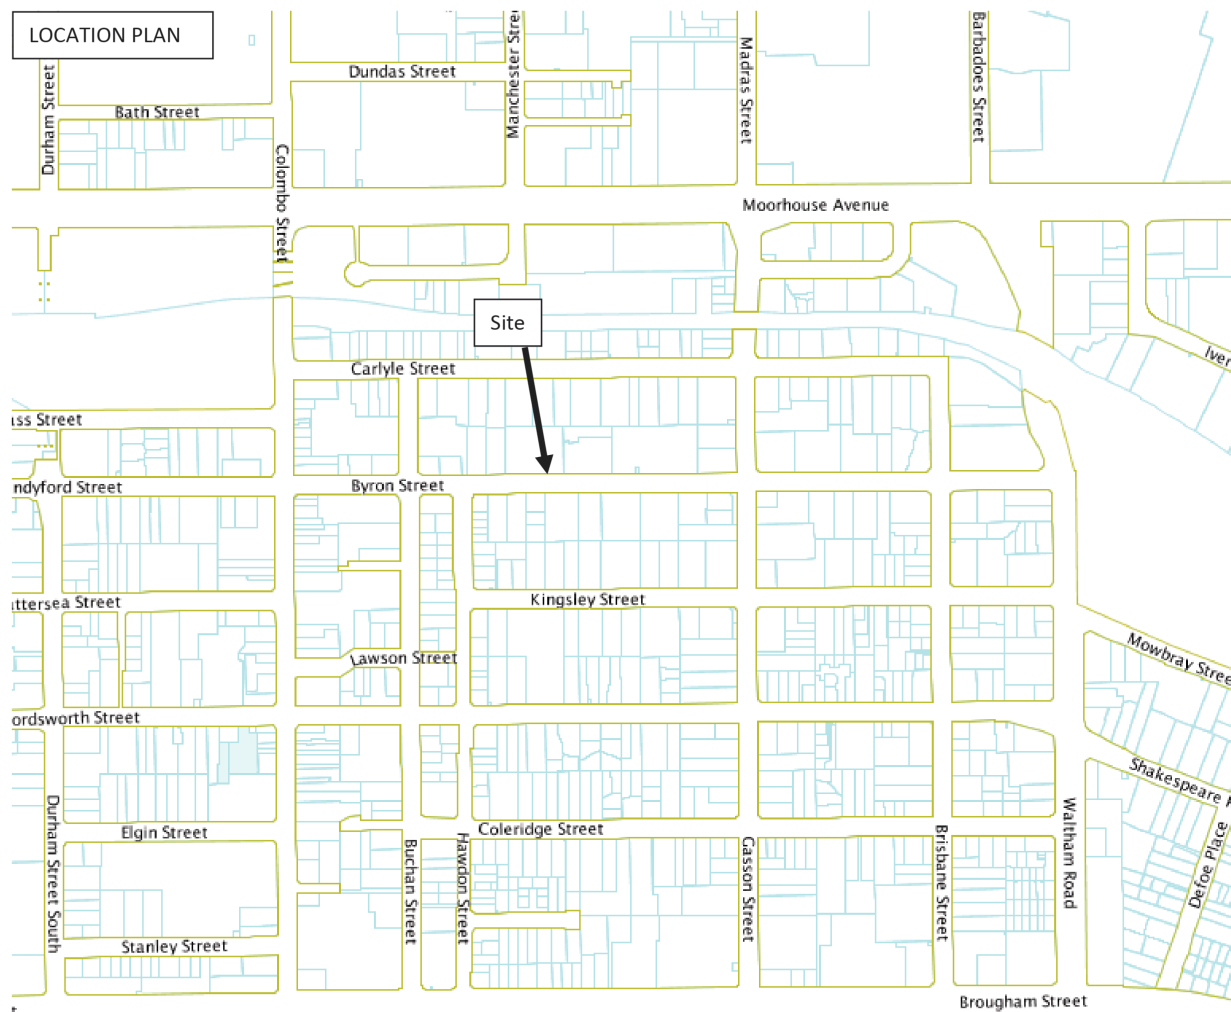 LOCATION PLAN
Durham Street
Bath Street
Dundas Street
Manchester Stree
Madras Street
Barbadoes Street
Colombo Street
Moorhouse Avenue
Site
Iver
Carlyle Street
ass Street
ndyford Street
Byron Street
Kingsley Street
uttersea Street
Lawson Street
Mowbray Stree
ordsworth Street
Shakespeare R
Durham Street South
Elgin Street
Coleridge Street
Buchan Street
Hawdon Street
Gasson Street
Brisbane Street
Waltham Road
Defoe Place
Stanley Street
Brougham Street
t